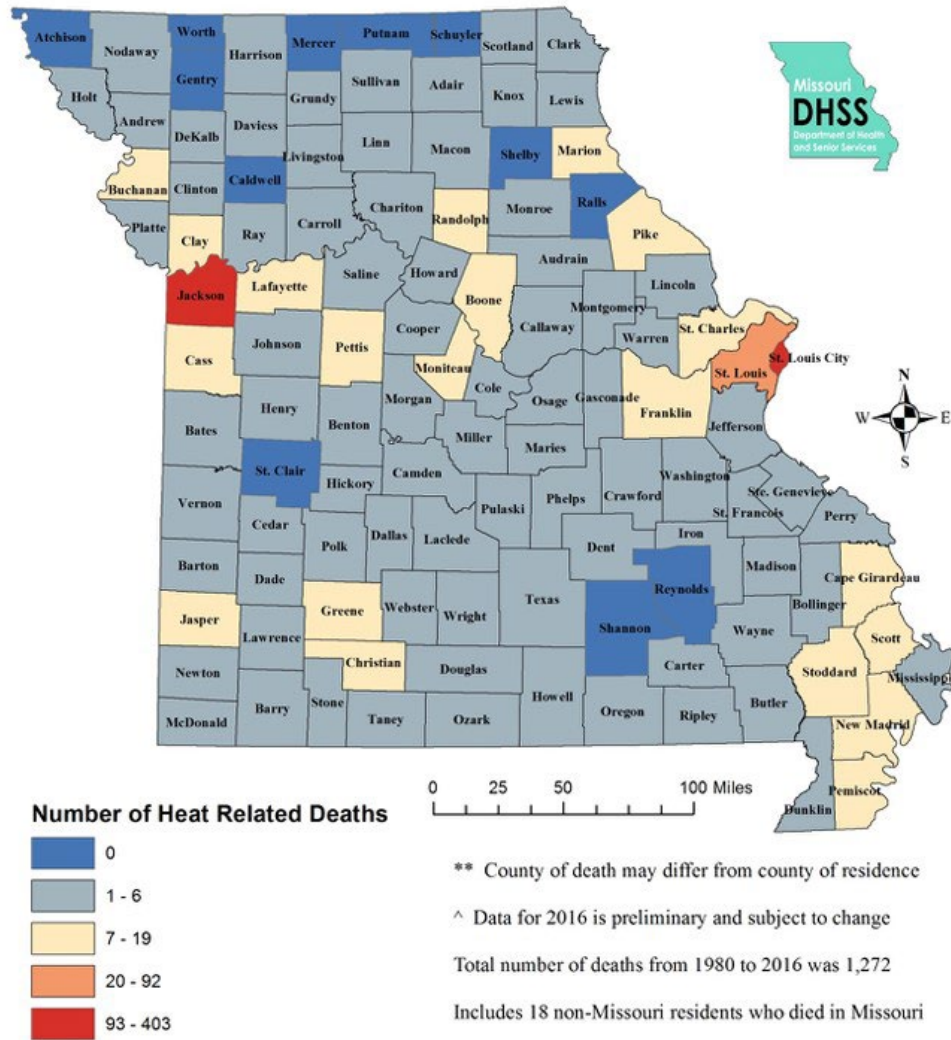 Atchison
Nodaway
Worth
Harrison
Mercer
Putnam
Schuyler
Scotland
Clark
Gentry
Holt
Andrew
DeKalb
Daviess
Grundy
Sullivan
Adair
Knox
Lewis
Livingston
Linn
Macon
Shelby
Marion
Buchanan
Clinton
Caldwell
Chariton
Randolph
Monroe
Ralls
Platte
Clay
Ray
Carroll
Pike
Audrain
Jackson
Lafayette
Saline
Howard
Boone
Montgomery
Lincoln
Callaway
Warren
St. Charles
Cooper
Johnson
Pettis
Cass
Moniteau
Cole
St. Louis
St. Louis City
Osage
Gasconade
Franklin
Morgan
Henry
Benton
Miller
Maries
Jefferson
Bates
St. Clair
Hickory
Camden
Pulaski
Phelps
Crawford
Washington
Ste. Genevieve
St. Francois
Perry
Vernon
Cedar
Polk
Dallas
Laclede
Dent
Iron
Madison
Barton
Dade
Texas
Reynolds
Bollinger
Cape Girardeau
Jasper
Greene
Webster
Wright
Shannon
Wayne
Scott
Lawrence
Christian
Douglas
Carter
Stoddard
Mississippi
Newton
Howell
Oregon
Ripley
Butler
New Madrid
McDonald
Barry
Stone
Taney
Ozark
Dunklin
Pemiscot
Missouri
DHSS
Department of Health
and Senior Services
N
W
E
S
0 25 50 100 Miles
Number of Heat Related Deaths
0
1 - 6
7 - 19
20 - 92
93 - 403
** County of death may differ from county of residence
^ Data for 2016 is preliminary and subject to change
Total number of deaths from 1980 to 2016 was 1,272
Includes 18 non-Missouri residents who died in Missouri